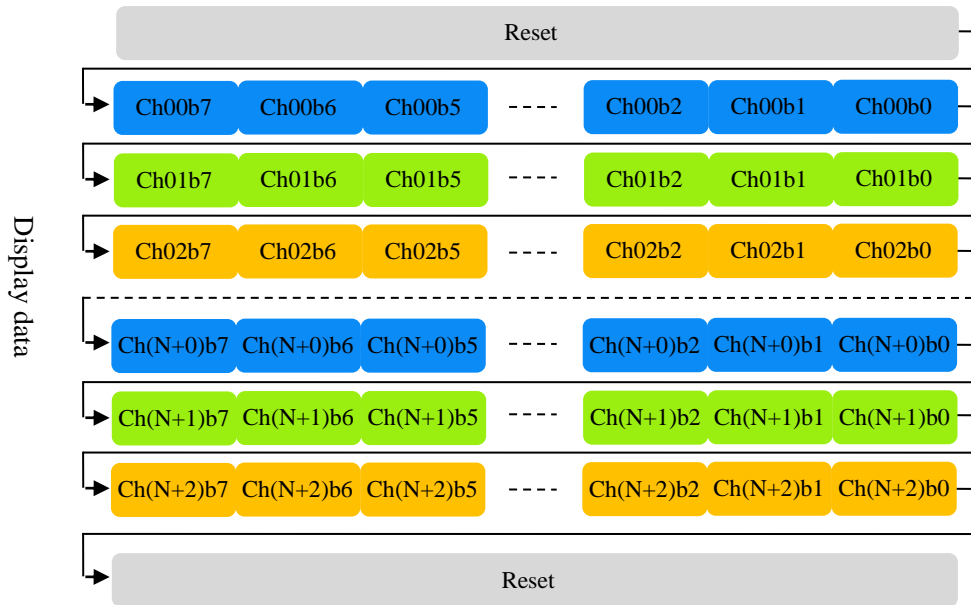 Reset
Ch00b7 Ch00b6 Ch00b5 Ch00b2 Ch00b1 Ch00b0
Ch01b7 Ch01b6 Ch01b5 Ch01b2 Ch01b1 Ch01b0
Ch02b7 Ch02b6 Ch02b5 Ch02b2 Ch02b1 Ch02b0
Display data
Ch(N+0)b7 Ch(N+0)b6 Ch(N+0)b5 Ch(N+0)b2 Ch(N+0)b1 Ch(N+0)b0
Ch(N+1)b7 Ch(N+1)b6 Ch(N+1)b5 Ch(N+1)b2 Ch(N+1)b1 Ch(N+1)b0
Ch(N+2)b7 Ch(N+2)b6 Ch(N+2)b5 Ch(N+2)b2 Ch(N+2)b1 Ch(N+2)b0
Reset